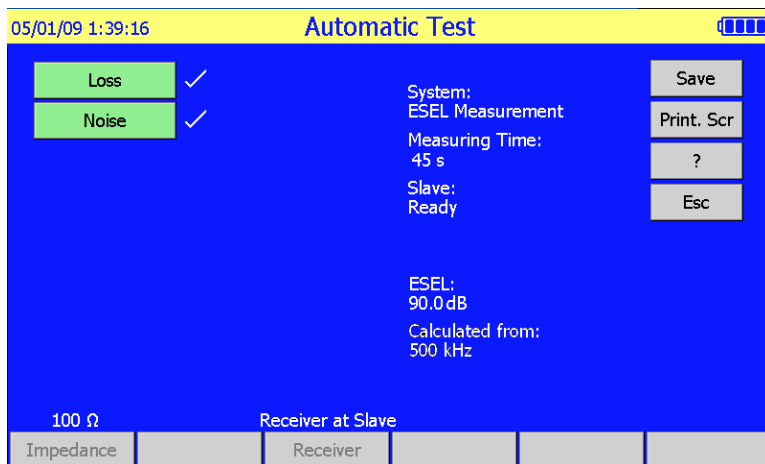 05/01/09 1:39:16
Automatic Test
Loss
Noise
System:
ESEL Measurement
Measuring Time:
45 s
Slave:
Ready
ESEL:
90.0 dB
Calculated from:
500 kHz
Save
Print. Scr
?
Esc
100 Ω
Receiver at Slave
Impedance
Receiver